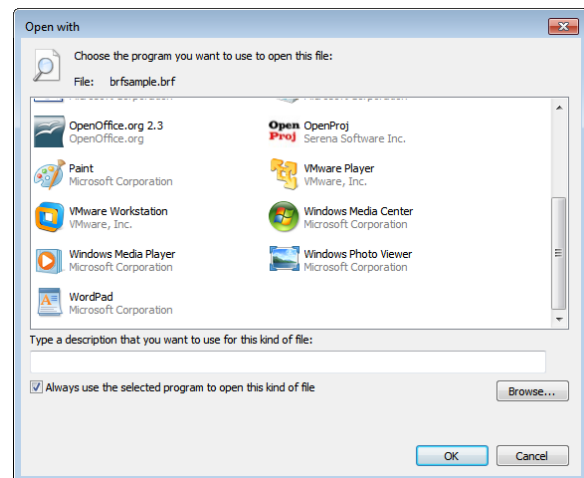 Open with
Choose the program you want to use to open this file:
File: brfsample.brf
OpenOffice.org 2.3
OpenOffice.org
Open
Proj
OpenProj
Serena Software Inc.
Paint
Microsoft Corporation
VMware Player
VMware, Inc.
VMware Workstation
VMware, Inc.
Windows Media Center
Microsoft Corporation
Windows Media Player
Microsoft Corporation
Windows Photo Viewer
Microsoft Corporation
WordPad
Microsoft Corporation
Type a description that you want to use for this kind of file:
Always use the selected program to open this kind of file
Browse...
OK Cancel